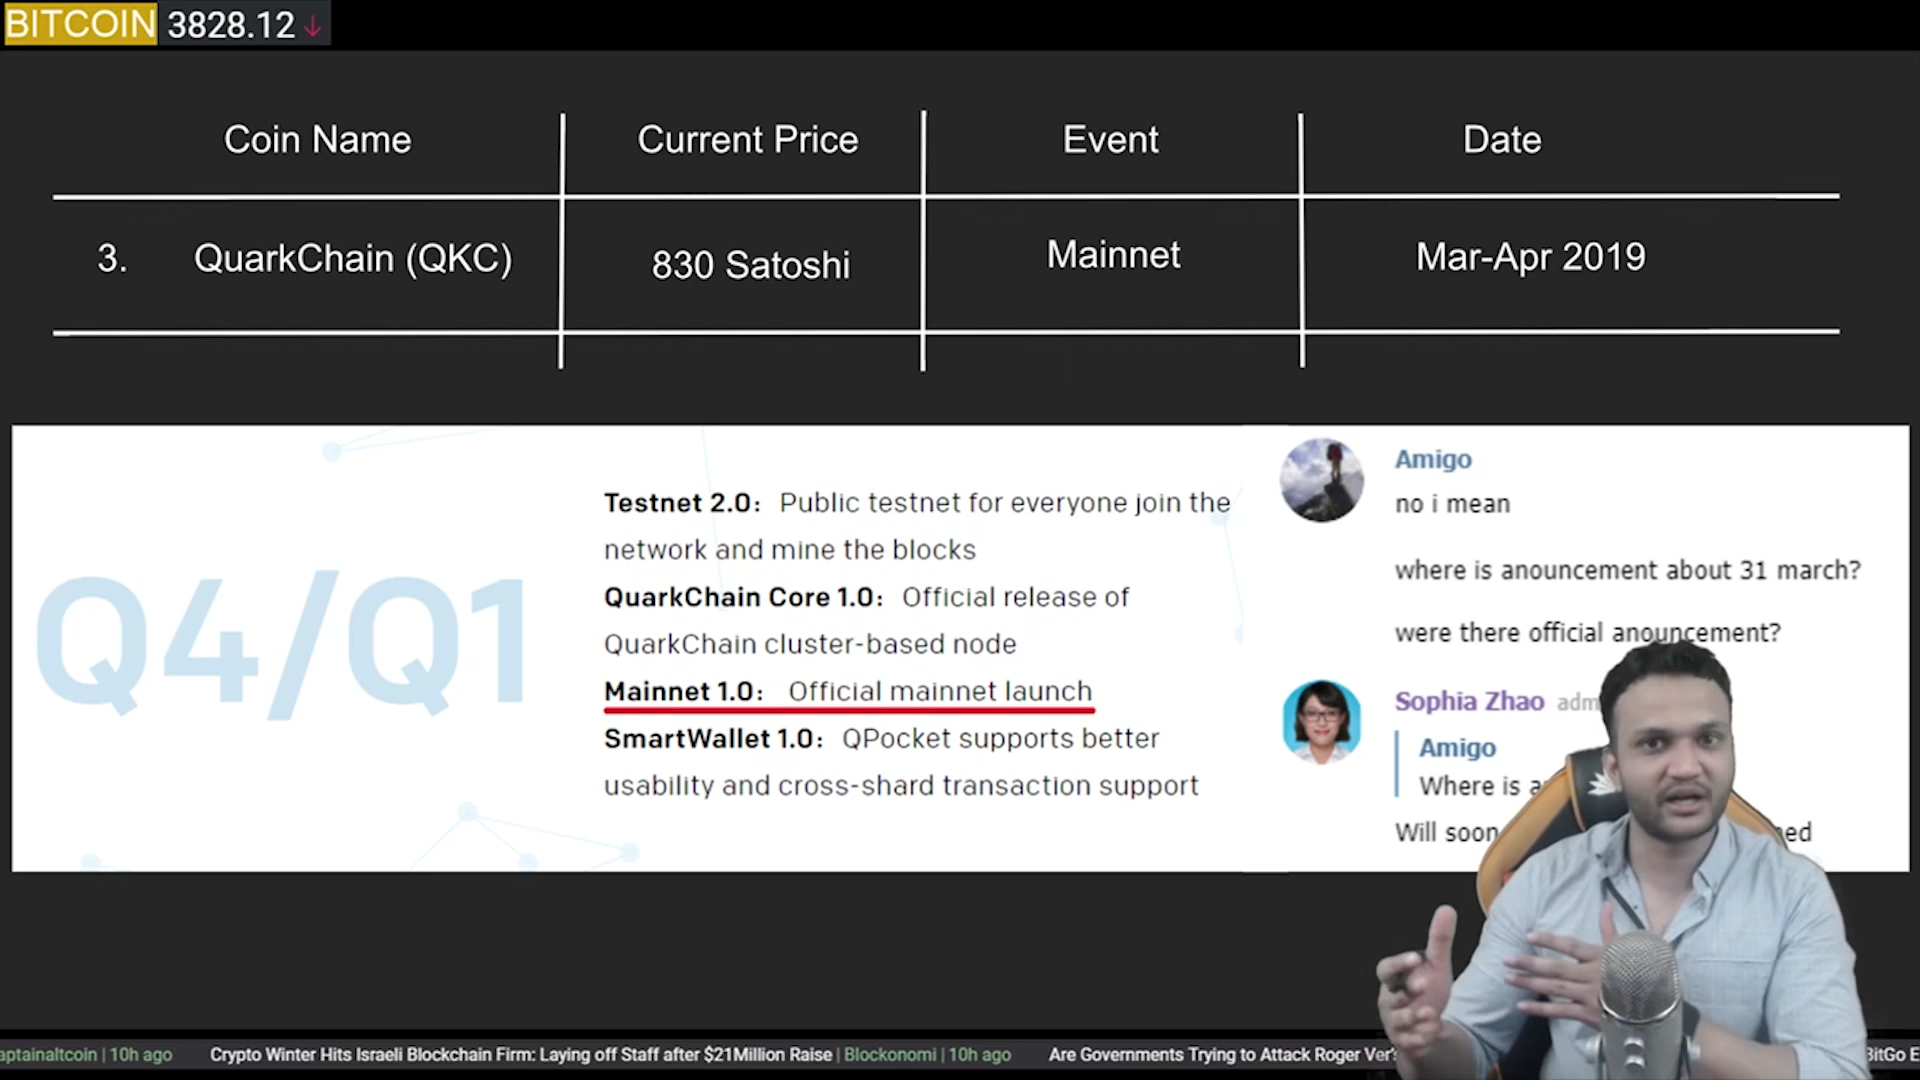 BITCOIN 3828.12
Coin Name Current Price Event Date
3. QuarkChain (QKC) 830 Satoshi Mainnet Mar-Apr 2019
Q4/Q1
Testnet 2.0: Public testnet for everyone join the
network and mine the blocks
QuarkChain Core 1.0: Official release of
QuarkChain cluster-based node
Mainnet 1.0: Official mainnet launch
SmartWallet 1.0: QPocket supports better
usability and cross-shard transaction support
Amigo
no i mean
where is anouncement about 31 march?
were there official anouncement?
Sophia Zhao
Amigo
Where is
Will soon
aptainaltcoin | 10h ago Crypto Winter Hits Israeli Blockchain Firm: Laying off Staff after $21Million Raise | Blockonomi | 10h ago Are Governments Trying to Attack Roger Ver's BitGo E